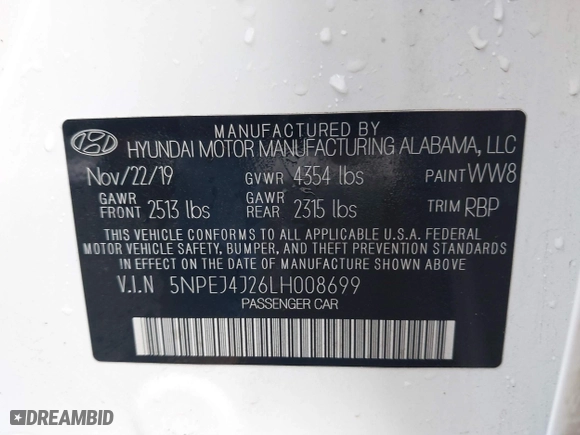 MANUFACTURED BY
HYUNDAI MOTOR MANUFACTURING ALABAMA, LLC
Nov/22/19 GVWR 4354 lbs PAINT WW8
GAWR FRONT 2513 lbs GAWR REAR 2315 lbs TRIM RBP
THIS VEHICLE CONFORMS TO ALL APPLICABLE U.S.A. FEDERAL
MOTOR VEHICLE SAFETY, BUMPER, AND THEFT PREVENTION STANDARDS
IN EFFECT ON THE DATE OF MANUFACTURE SHOWN ABOVE.
V.I.N 5NPEJ4J26LH008699
PASSENGER CAR
DREAMBID